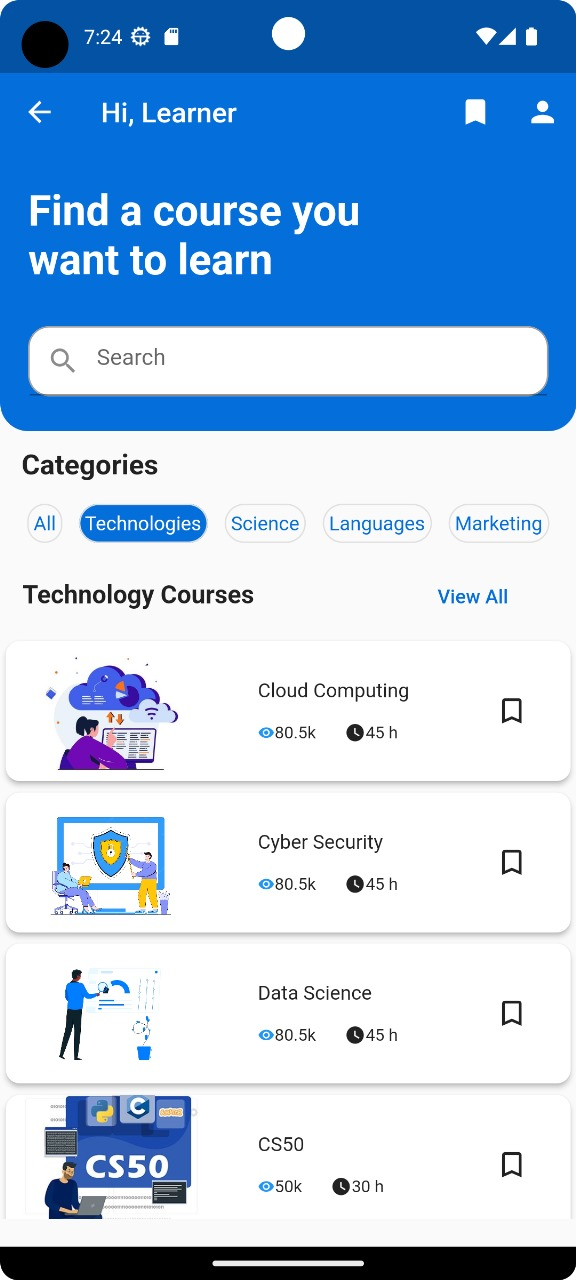 7:24
Hi, Learner
Find a course you
want to learn
Search
Categories
All Technologies Science Languages Marketing
Technology Courses View All
Cloud Computing
80.5k 45 h
Cyber Security
80.5k 45 h
Data Science
80.5k 45 h
CS50
CS50
50k 30 h